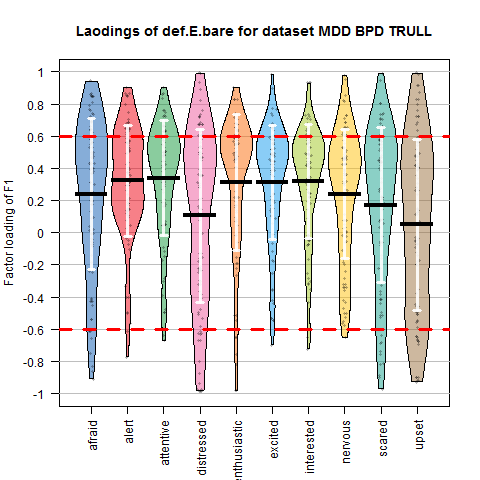 Laodings of def.E.bare for dataset MDD BPD TRULL
Factor loading of F1
1
0.8
0.6
0.4
0.2
0
-0.2
-0.4
-0.6
-0.8
-1
afraid
alert
attentive
distressed
enthusiastic
excited
interested
nervous
scared
upset